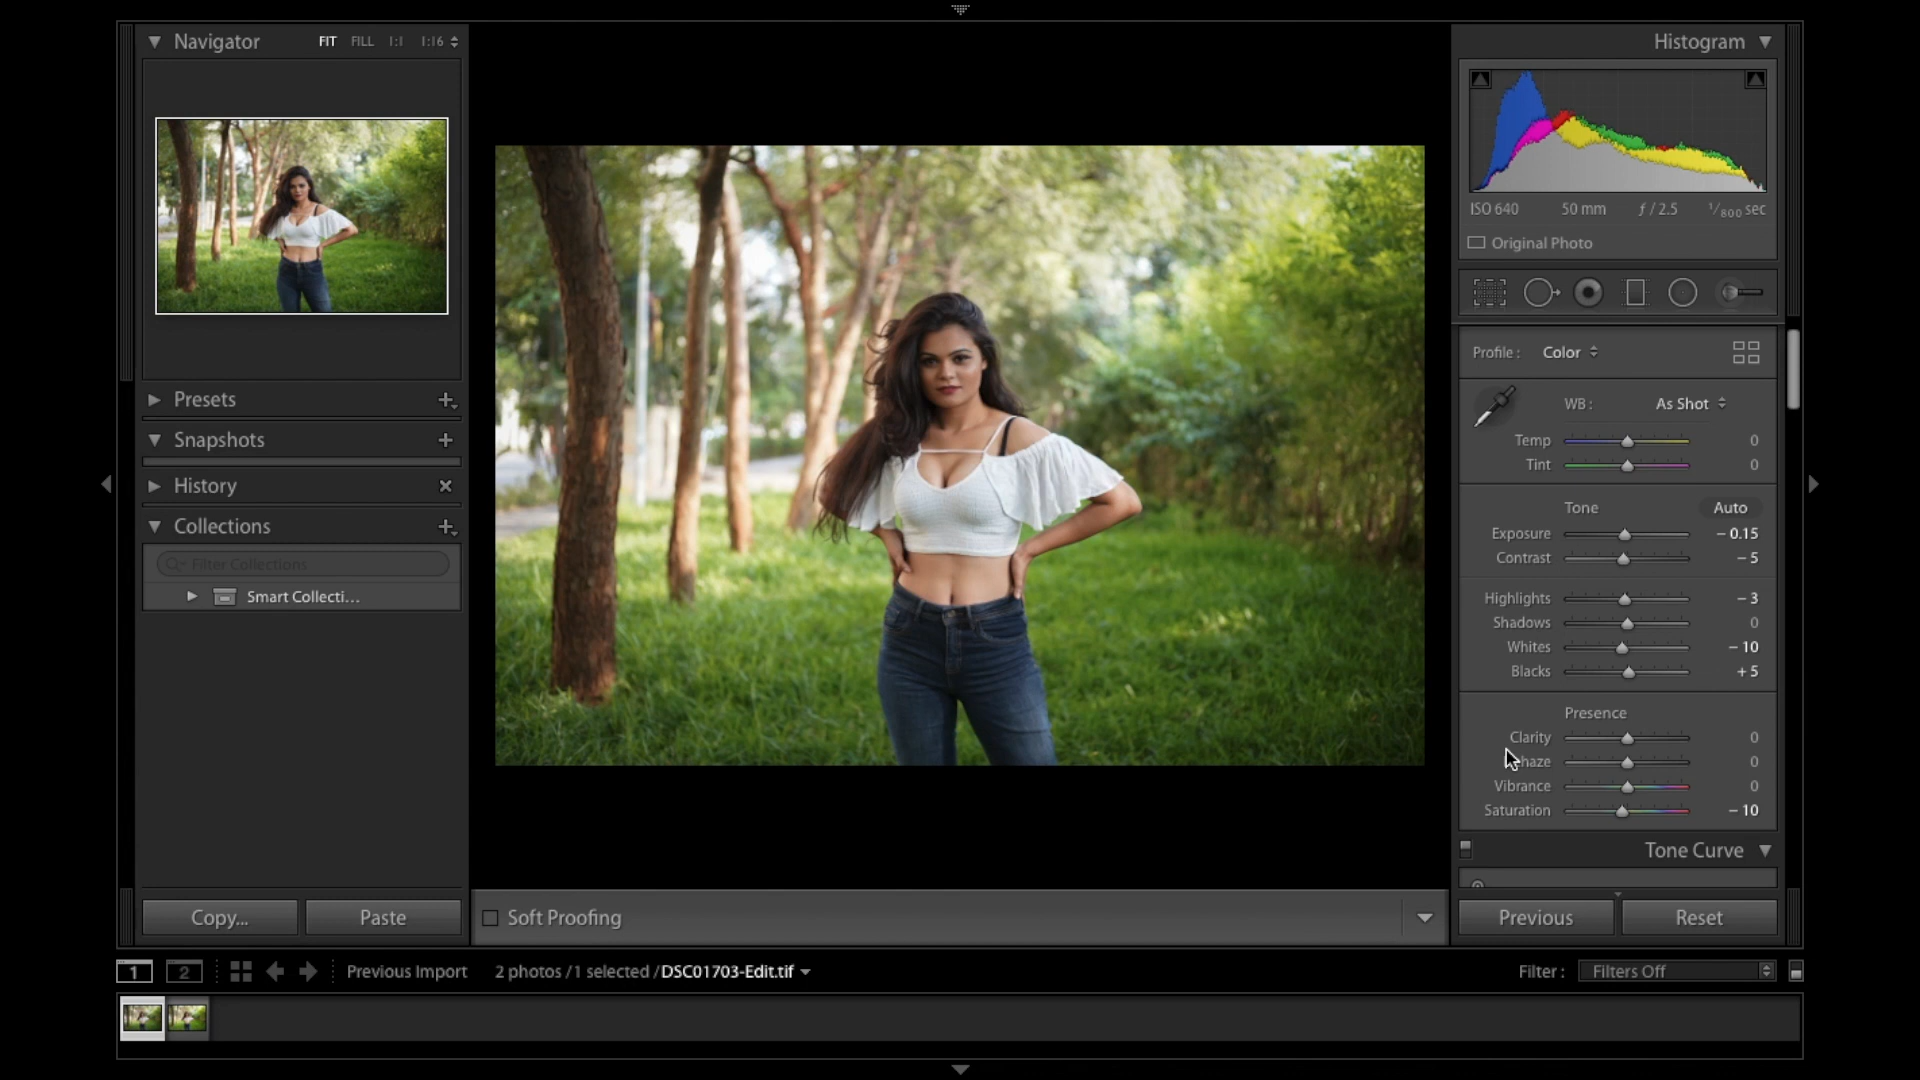 Navigator FIT FILL 1:1 1:16
Presets
Snapshots
History
Collections
Filter Collections
Smart Collecti...
Copy... Paste
Soft Proofing
Histogram
ISO 640 50 mm ƒ / 2.5 1/800 sec
Original Photo
Profile : Color
WB : As Shot
Temp 0
Tint 0
Tone Auto
Exposure – 0.15
Contrast – 5
Highlights – 3
Shadows 0
Whites – 10
Blacks + 5
Presence
Clarity 0
haze 0
Vibrance 0
Saturation – 10
Tone Curve
Previous Reset
1 2 Previous Import 2 photos / 1 selected / DSC01703-Edit.tif Filter : Filters Off